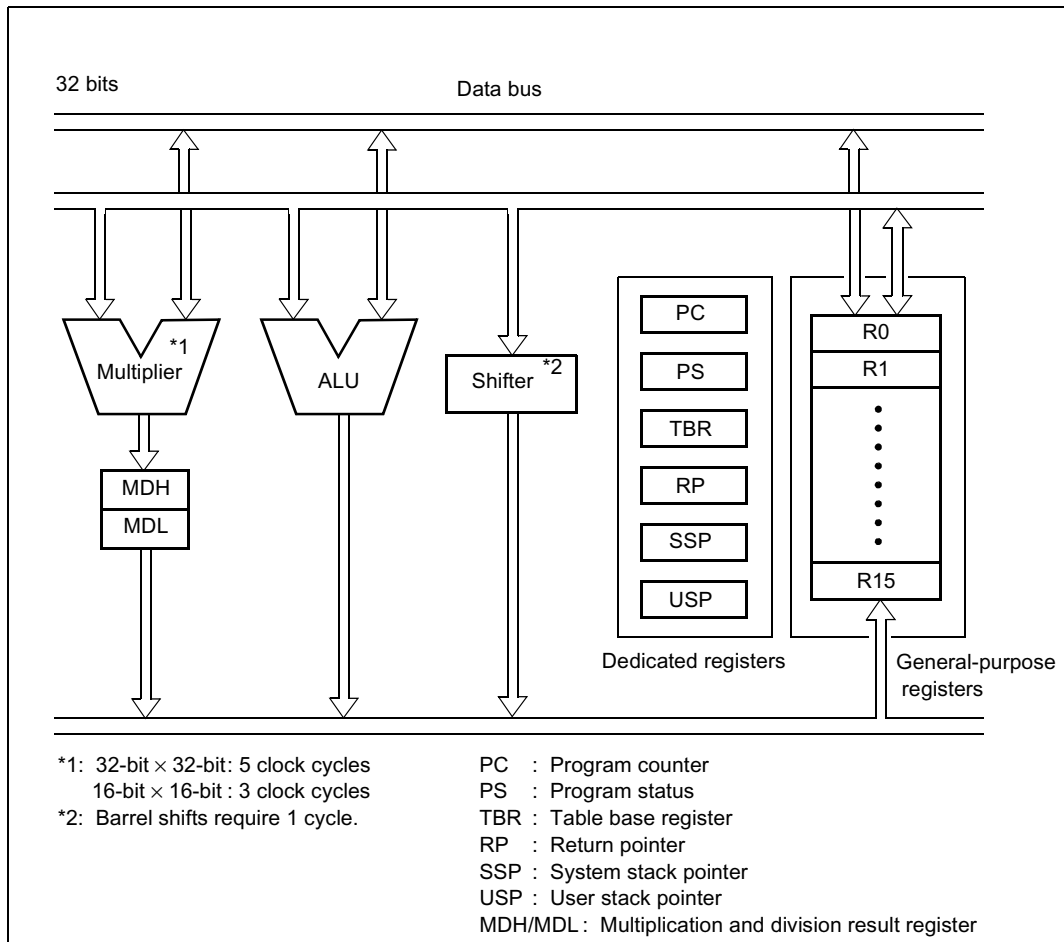 32 bits
Data bus
Multiplier
*1
ALU
Shifter
*2
MDH
MDL
PC
PS
TBR
RP
SSP
USP
Dedicated registers
R0
R1
R15
General-purpose
registers
*1: 32-bit × 32-bit : 5 clock cycles
16-bit × 16-bit : 3 clock cycles
*2: Barrel shifts require 1 cycle.
PC : Program counter
PS : Program status
TBR : Table base register
RP : Return pointer
SSP : System stack pointer
USP : User stack pointer
MDH/MDL : Multiplication and division result register